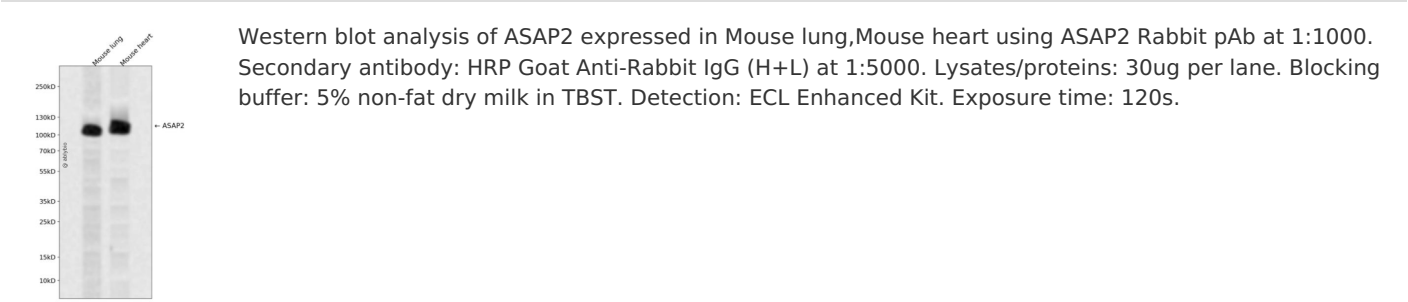 Mouse lung
Mouse heart
Western blot analysis of ASAP2 expressed in Mouse lung,Mouse heart using ASAP2 Rabbit pAb at 1:1000.
Secondary antibody: HRP Goat Anti-Rabbit IgG (H+L) at 1:5000. Lysates/proteins: 30ug per lane. Blocking
buffer: 5% non-fat dry milk in TBST. Detection: ECL Enhanced Kit. Exposure time: 120s.
250kD
130kD
← ASAP2
100kD
70kD
55kD
35kD
25kD
15kD
10kD